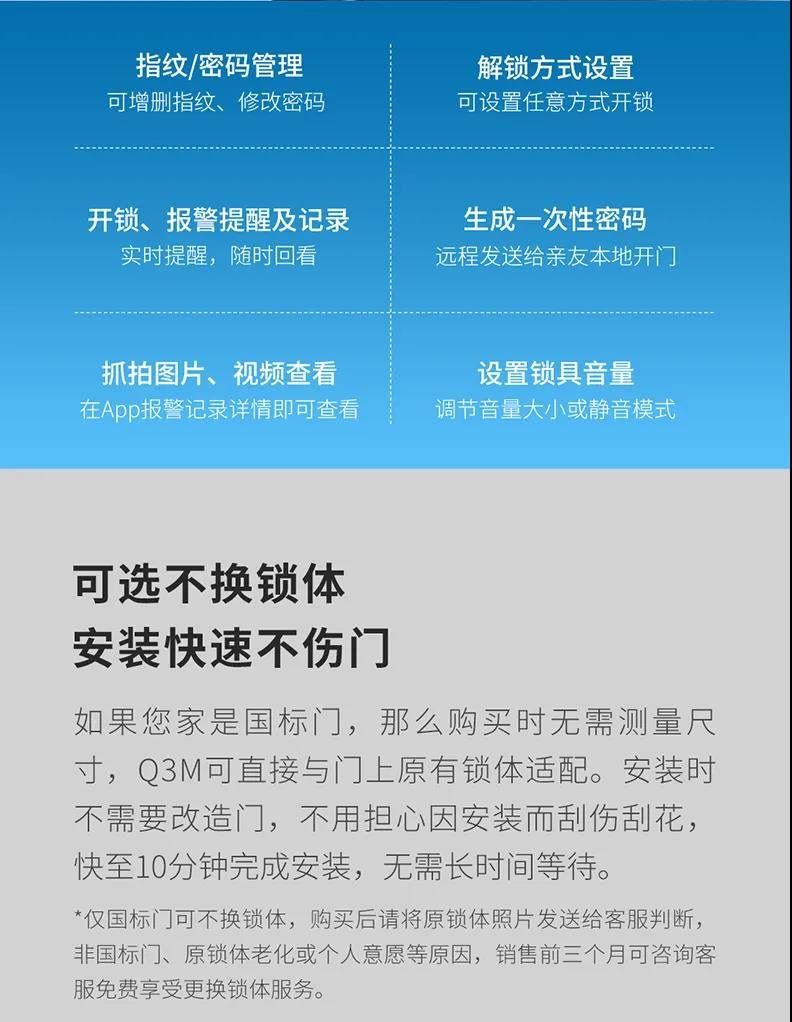 指纹/密码管理
可增删指纹、修改密码
解锁方式设置
可设置任意方式开锁
开锁、报警提醒及记录
实时提醒，随时回看
生成一次性密码
远程发送给亲友本地开门
抓拍图片、视频查看
在App报警记录详情即可查看
设置锁具音量
调节音量大小或静音模式
可选不换锁体
安装快速不伤门
如果您家是国标门，那么购买时无需测量尺
寸，Q3M可直接与门上原有锁体适配。安装时
不需要改造门，不用担心因安装而刮伤刮花，
快至10分钟完成安装，无需长时间等待。
*仅国标门可不换锁体，购买后请将原锁体照片发送给客服判断，
非国标门、原锁体老化或个人意愿等原因，销售前三个月可咨询客
服免费享受更换锁体服务。